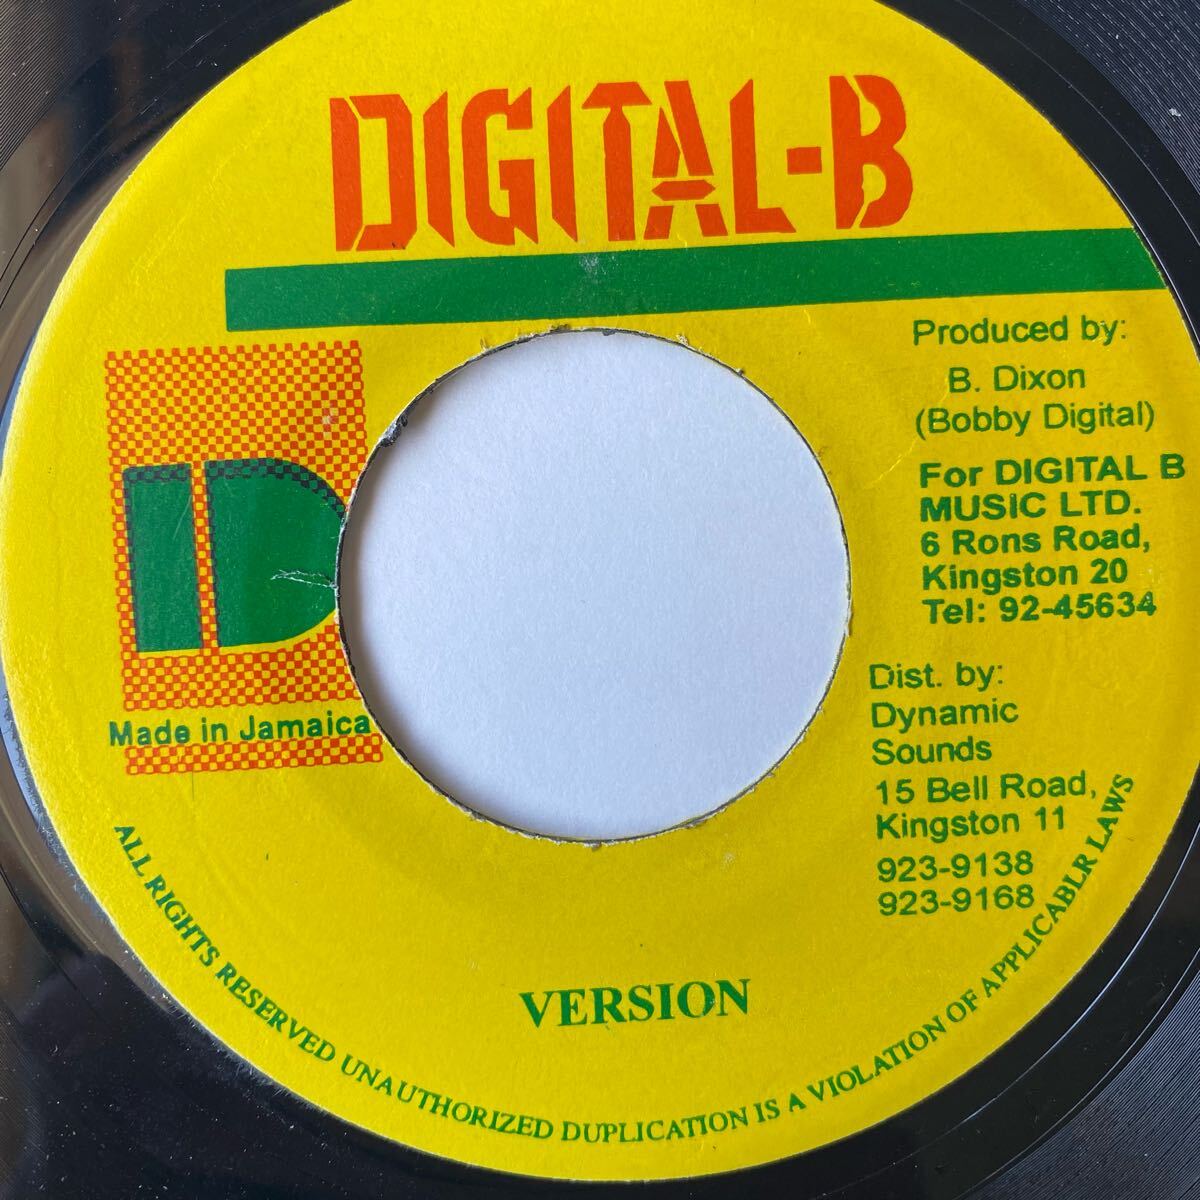 DIGITAL-B
Produced by:
B. Dixon
(Bobby Digital)
For DIGITAL B
MUSIC LTD.
6 Rons Road,
Kingston 20
Tel: 92-45634
D
Made in Jamaica
Dist. by:
Dynamic
Sounds
15 Bell Road,
Kingston 11
923-9138
923-9168
VERSION
ALL RIGHTS RESERVED UNAUTHORIZED DUPLICATION IS A VIOLATION OF APPLICABLR LAWS